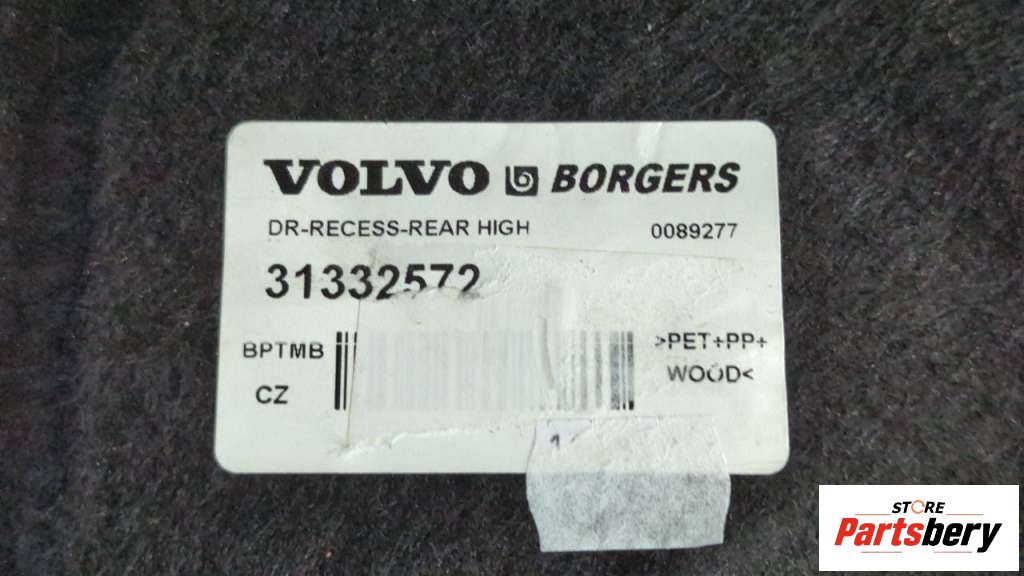 VOLVO BORGERS
DR-RECESS-REAR HIGH 0089277
31332572
BPTMB >PET+PP+
CZ WOOD<
STORE
Partsbery